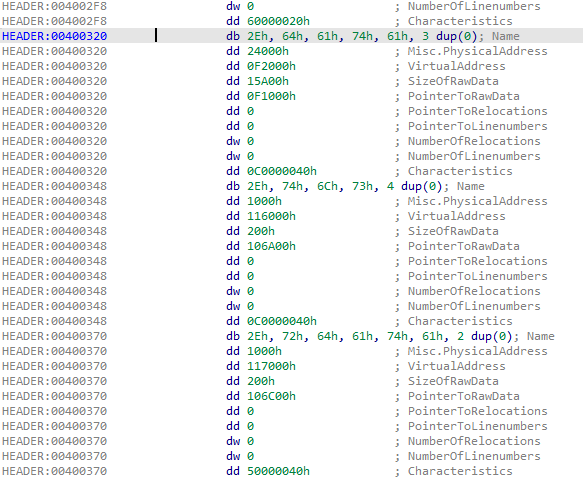 HEADER:004002F8 dw 0 ; NumberOfLinenumbers
HEADER:004002F8 dd 60000020h ; Characteristics
HEADER:00400320 db 2Eh, 64h, 61h, 74h, 61h, 3 dup(0); Name
HEADER:00400320 dd 24000h ; Misc.PhysicalAddress
HEADER:00400320 dd 0F2000h ; VirtualAddress
HEADER:00400320 dd 15A00h ; SizeOfRawData
HEADER:00400320 dd 0F1000h ; PointerToRawData
HEADER:00400320 dd 0 ; PointerToRelocations
HEADER:00400320 dd 0 ; PointerToLinenumbers
HEADER:00400320 dw 0 ; NumberOfRelocations
HEADER:00400320 dw 0 ; NumberOfLinenumbers
HEADER:00400320 dd 0C0000040h ; Characteristics
HEADER:00400348 db 2Eh, 74h, 6Ch, 73h, 4 dup(0); Name
HEADER:00400348 dd 1000h ; Misc.PhysicalAddress
HEADER:00400348 dd 116000h ; VirtualAddress
HEADER:00400348 dd 200h ; SizeOfRawData
HEADER:00400348 dd 106A00h ; PointerToRawData
HEADER:00400348 dd 0 ; PointerToRelocations
HEADER:00400348 dd 0 ; PointerToLinenumbers
HEADER:00400348 dw 0 ; NumberOfRelocations
HEADER:00400348 dw 0 ; NumberOfLinenumbers
HEADER:00400348 dd 0C0000040h ; Characteristics
HEADER:00400370 db 2Eh, 72h, 64h, 61h, 74h, 61h, 2 dup(0); Name
HEADER:00400370 dd 1000h ; Misc.PhysicalAddress
HEADER:00400370 dd 117000h ; VirtualAddress
HEADER:00400370 dd 200h ; SizeOfRawData
HEADER:00400370 dd 106C00h ; PointerToRawData
HEADER:00400370 dd 0 ; PointerToRelocations
HEADER:00400370 dd 0 ; PointerToLinenumbers
HEADER:00400370 dw 0 ; NumberOfRelocations
HEADER:00400370 dw 0 ; NumberOfLinenumbers
HEADER:00400370 dd 50000040h ; Characteristics